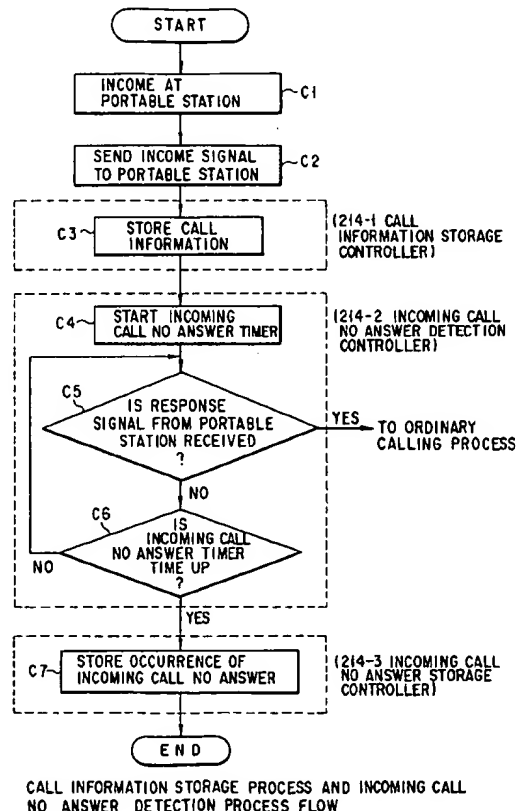 START
INCOME AT
PORTABLE STATION
C1
SEND INCOME SIGNAL
TO PORTABLE STATION
C2
C3
STORE CALL
INFORMATION
(214-1 CALL
INFORMATION STORAGE
CONTROLLER)
C4
START INCOMING
CALL NO ANSWER TIMER
(214-2 INCOMING CALL
NO ANSWER DETECTION
CONTROLLER)
C5
IS RESPONSE
SIGNAL FROM PORTABLE
STATION RECEIVED
?
YES
TO ORDINARY
CALLING PROCESS
NO
C6
IS
INCOMING CALL
NO ANSWER TIMER
TIME UP
?
NO
YES
C7
STORE OCCURRENCE OF
INCOMING CALL NO ANSWER
(214-3 INCOMING CALL
NO ANSWER STORAGE
CONTROLLER)
END
CALL INFORMATION STORAGE PROCESS AND INCOMING CALL
NO ANSWER DETECTION PROCESS FLOW